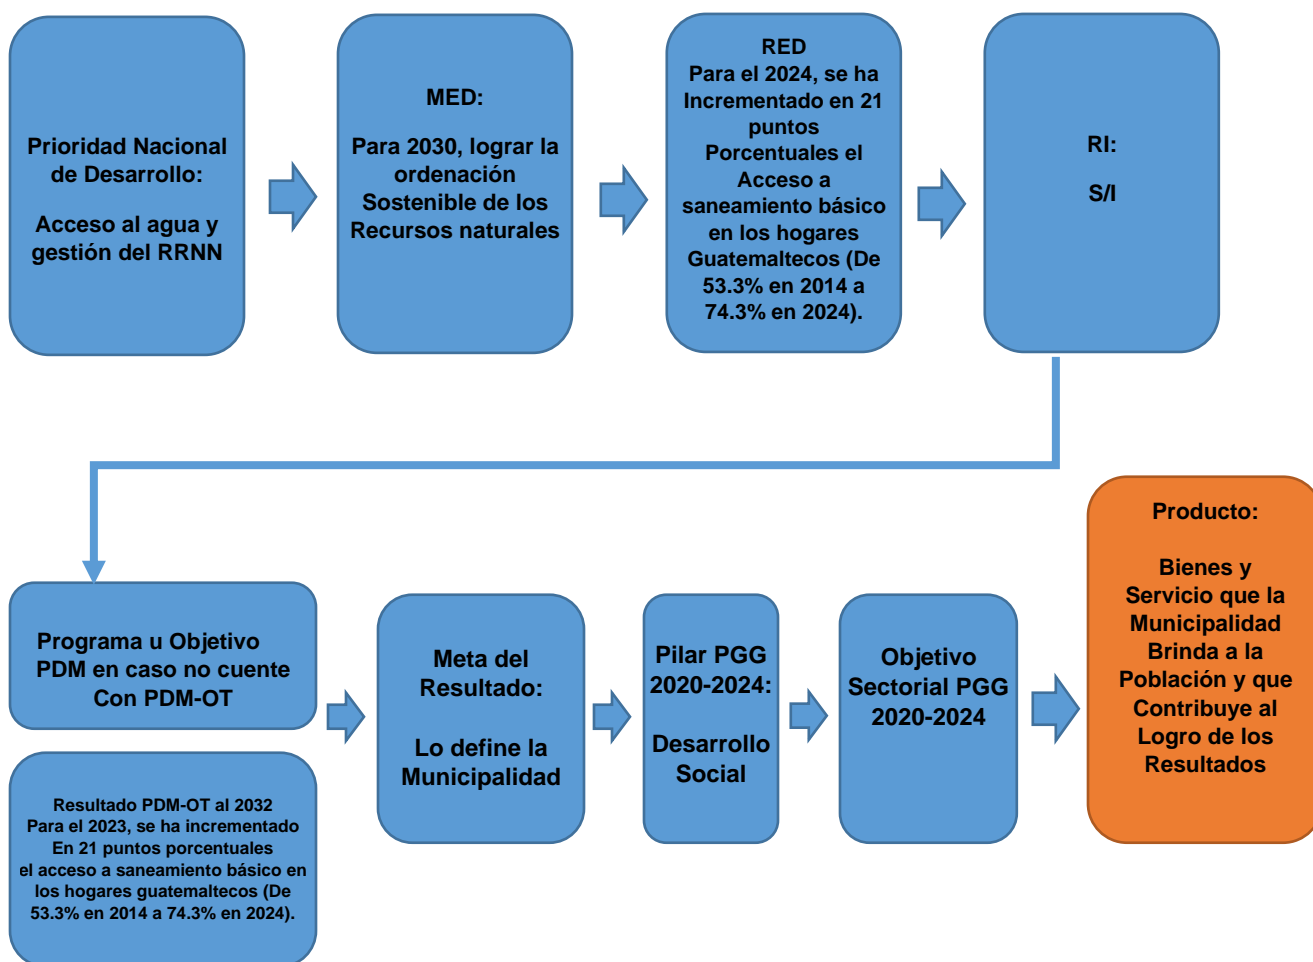 Prioridad Nacional
de Desarrollo:
Acceso al agua y
gestión del RRNN
MED:
Para 2030, lograr la
ordenación
Sostenible de los
Recursos naturales
RED
Para el 2024, se ha
Incrementado en 21
puntos
Porcentuales el
Acceso a
saneamiento básico
en los hogares
Guatemaltecos (De
53.3% en 2014 a
74.3% en 2024).
RI:
S/I
Programa u Objetivo
PDM en caso no cuente
Con PDM-OT
Resultado PDM-OT al 2032
Para el 2023, se ha incrementado
En 21 puntos porcentuales
el acceso a saneamiento básico en
los hogares guatemaltecos (De
53.3% en 2014 a 74.3% en 2024).
Meta del
Resultado:
Lo define la
Municipalidad
Pilar PGG
2020-2024:
Desarrollo
Social
Objetivo
Sectorial PGG
2020-2024
Producto:
Bienes y
Servicio que la
Municipalidad
Brinda a la
Población y que
Contribuye al
Logro de los
Resultados